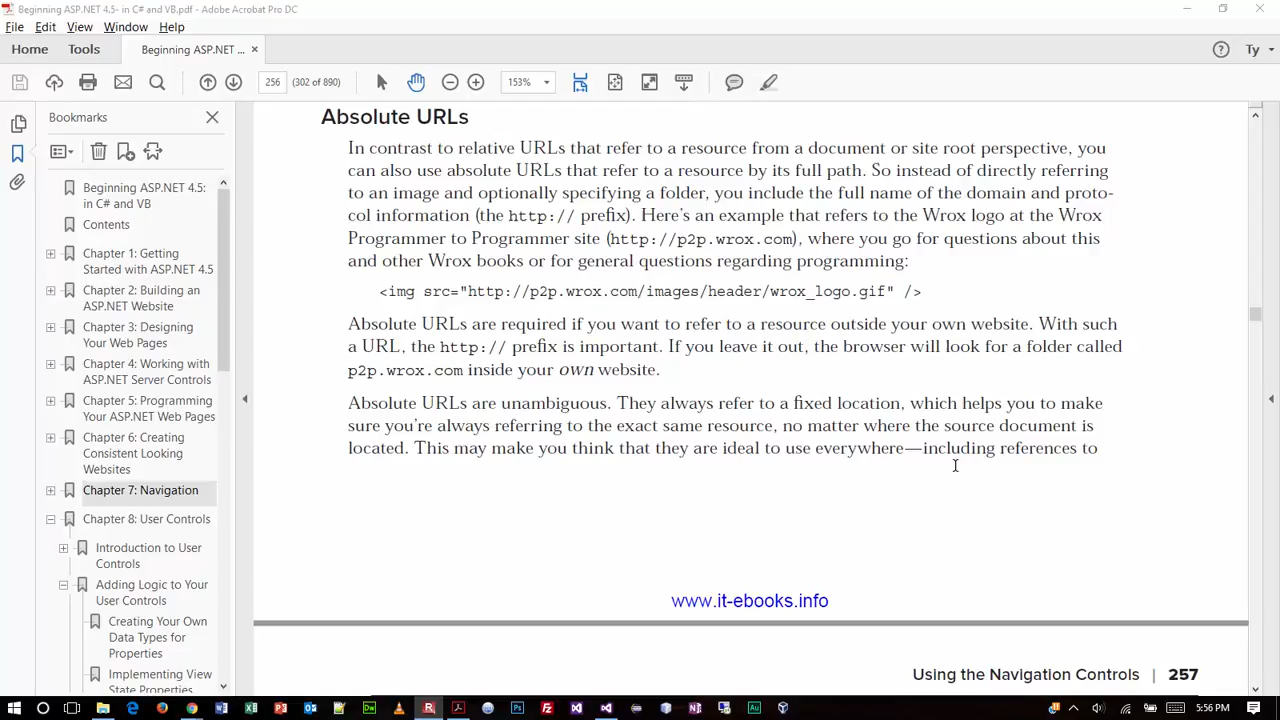 Beginning ASP.NET 4.5- in C# and VB.pdf - Adobe Acrobat Pro DC
File Edit View Window Help
Home Tools Beginning ASP.NET ... × Ty
256 (302 of 890) 153%
Bookmarks
Beginning ASP.NET 4.5:
in C# and VB
Contents
Chapter 1: Getting
Started with ASP.NET 4.5
Chapter 2: Building an
ASP.NET Website
Chapter 3: Designing
Your Web Pages
Chapter 4: Working with
ASP.NET Server Controls
Chapter 5: Programming
Your ASP.NET Web Pages
Chapter 6: Creating
Consistent Looking
Websites
Chapter 7: Navigation
Chapter 8: User Controls
Introduction to User
Controls
Adding Logic to Your
User Controls
Creating Your Own
Data Types for
Properties
Implementing View
State Properties
Absolute URLs
In contrast to relative URLs that refer to a resource from a document or site root perspective, you
can also use absolute URLs that refer to a resource by its full path. So instead of directly referring
to an image and optionally specifying a folder, you include the full name of the domain and proto-
col information (the http:// prefix). Here's an example that refers to the Wrox logo at the Wrox
Programmer to Programmer site (http://p2p.wrox.com), where you go for questions about this
and other Wrox books or for general questions regarding programming:
<img src="http://p2p.wrox.com/images/header/wrox_logo.gif" />
Absolute URLs are required if you want to refer to a resource outside your own website. With such
a URL, the http:// prefix is important. If you leave it out, the browser will look for a folder called
p2p.wrox.com inside your own website.
Absolute URLs are unambiguous. They always refer to a fixed location, which helps you to make
sure you're always referring to the exact same resource, no matter where the source document is
located. This may make you think that they are ideal to use everywhere—including references to
www.it-ebooks.info
Using the Navigation Controls | 257
5:56 PM